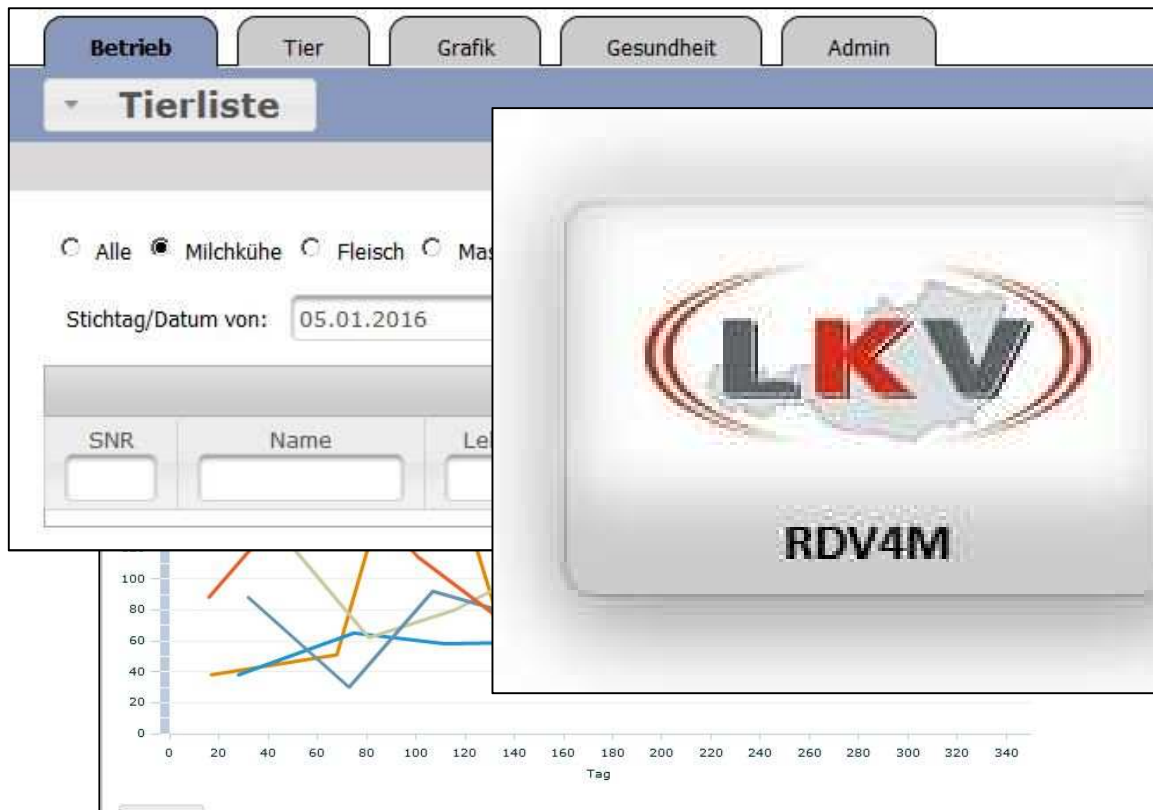 Betrieb Tier Grafik Gesundheit Admin
Tierliste
Alle Milchkühe Fleisch Mas
Stichtag/Datum von: 05.01.2016
SNR Name Le
LKV
RDV4M
100
80
60
40
20
0
0 20 40 60 80 100 120 140 160 180 200 220 240 260 280 300 320 340
Tag